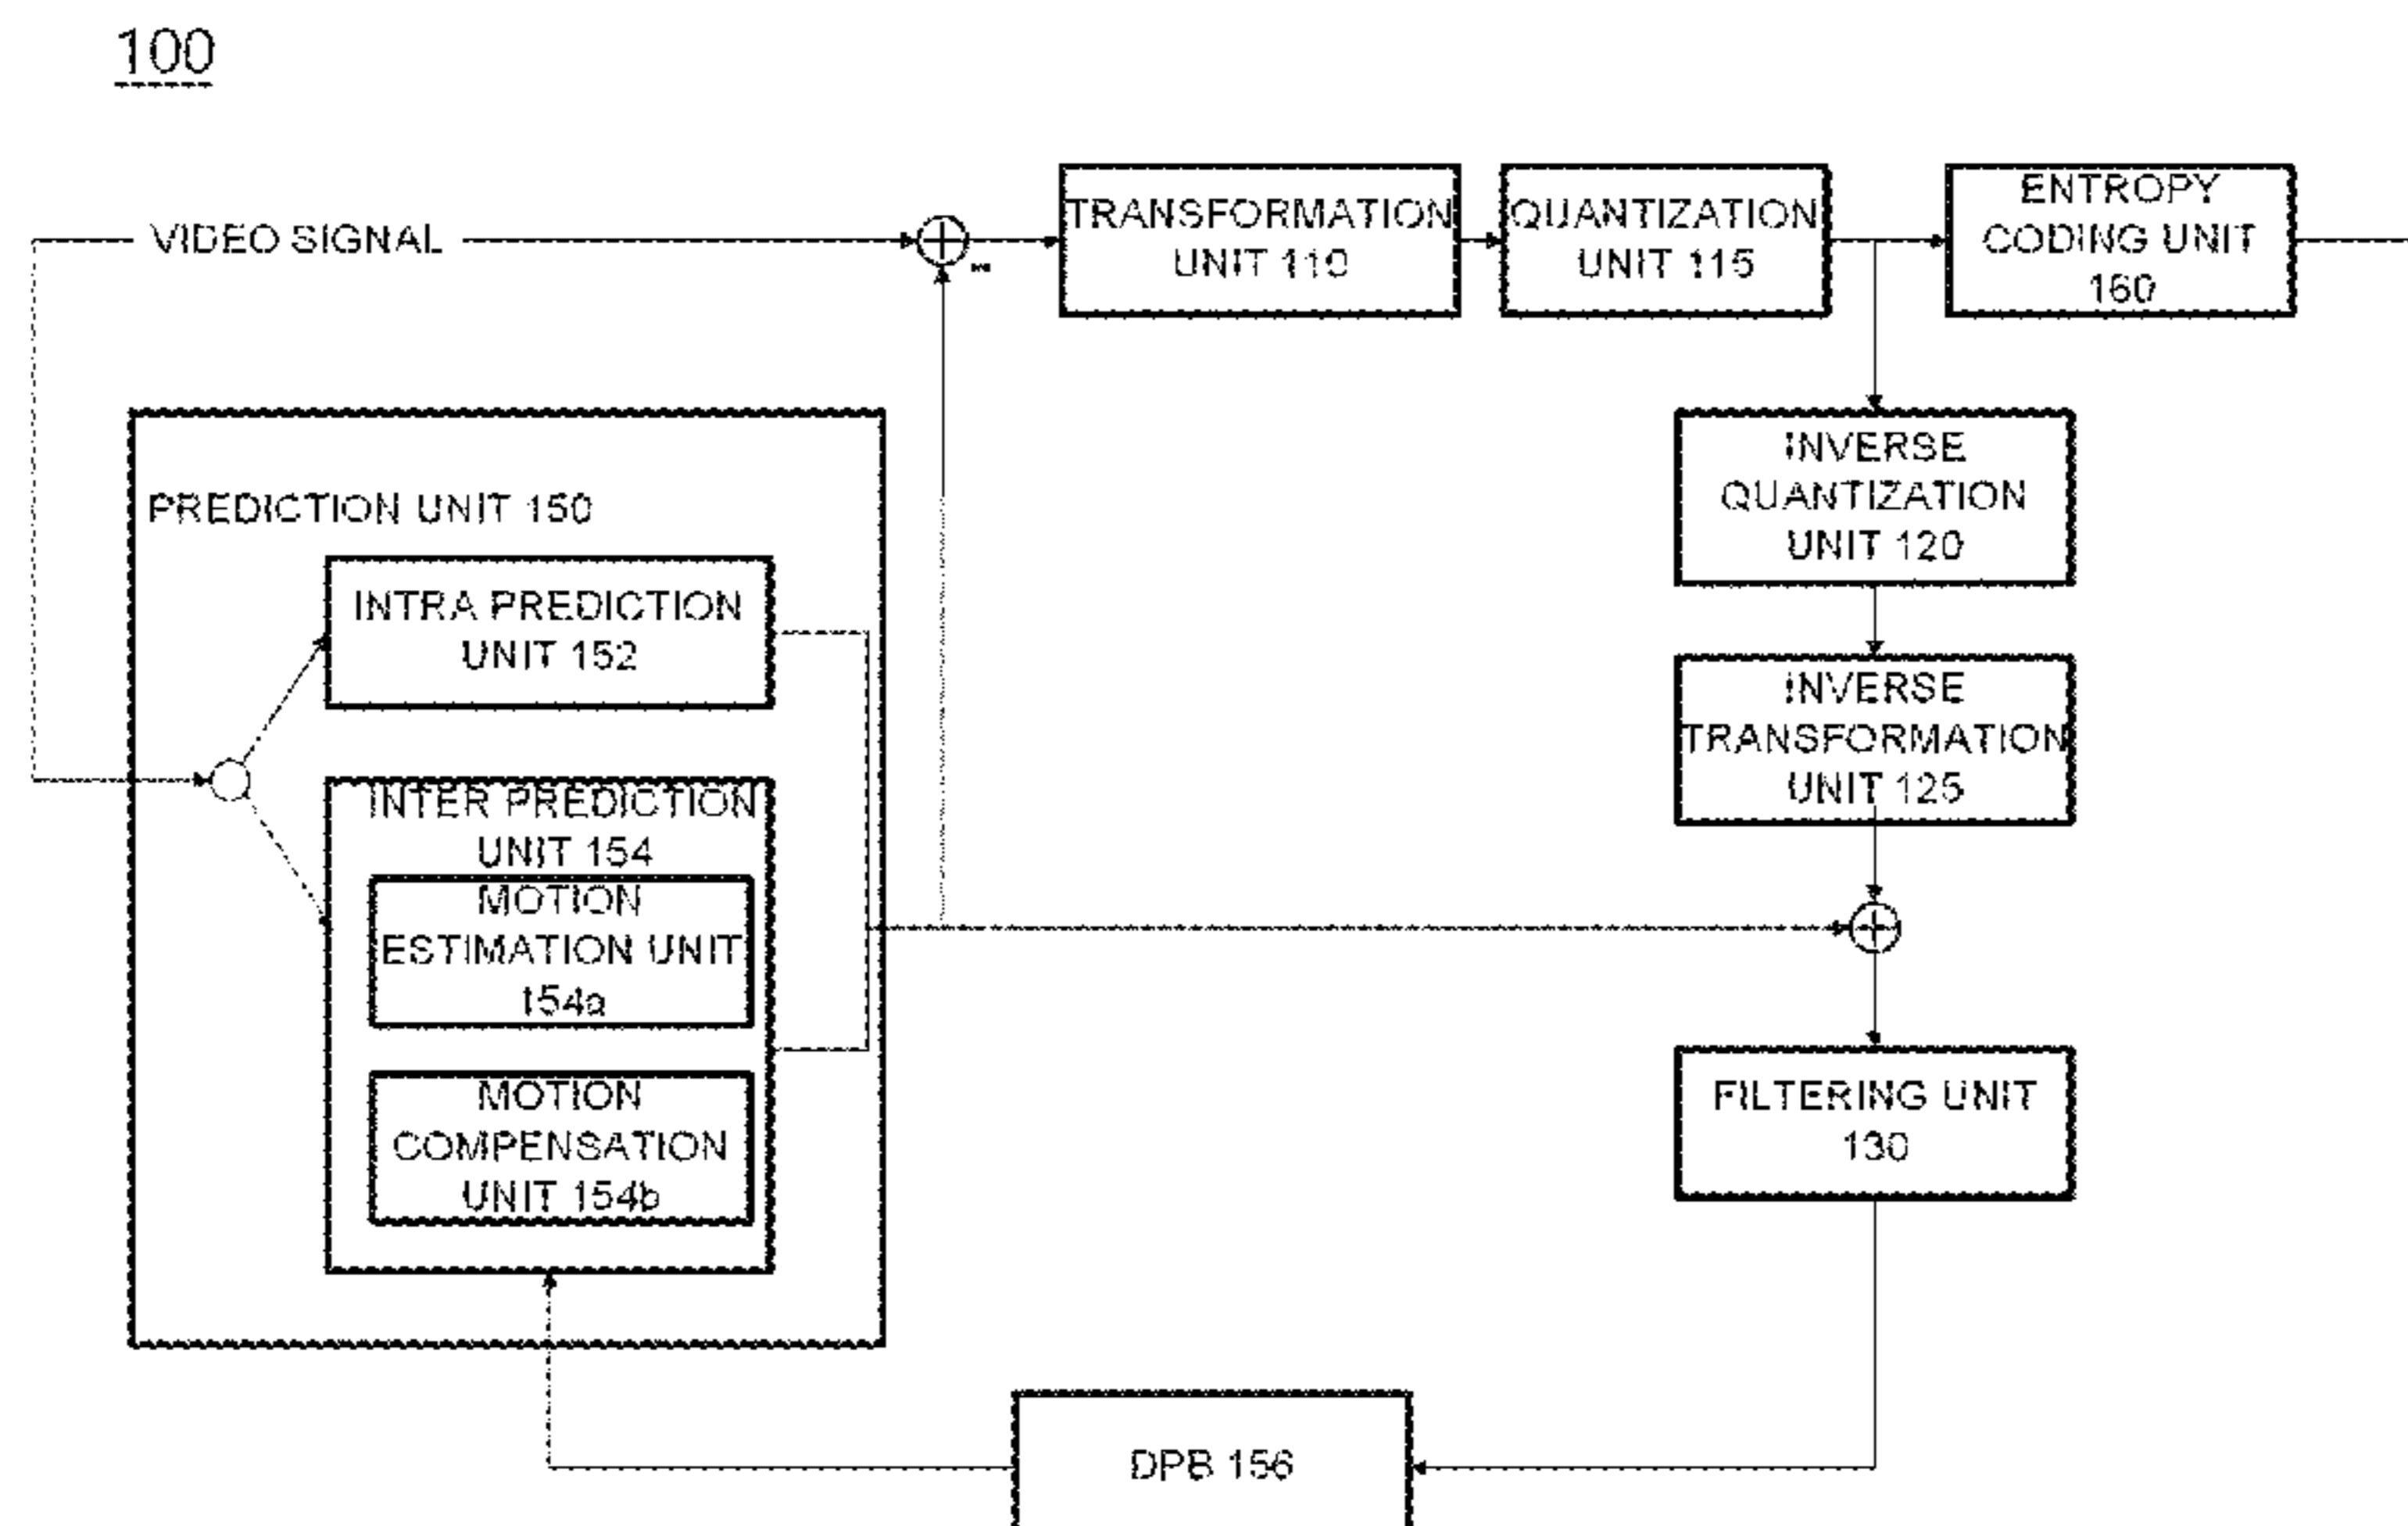 100
VIDEO SIGNAL
TRANSFORMATION
UNIT 110
QUANTIZATION
UNIT 115
ENTROPY
CODING UNIT
160
INVERSE
QUANTIZATION
UNIT 120
INVERSE
TRANSFORMATION
UNIT 125
FILTERING UNIT
130
PREDICTION UNIT 150
INTRA PREDICTION
UNIT 152
INTER PREDICTION
UNIT 154
MOTION
ESTIMATION UNIT
154a
MOTION
COMPENSATION
UNIT 154b
DPB 156